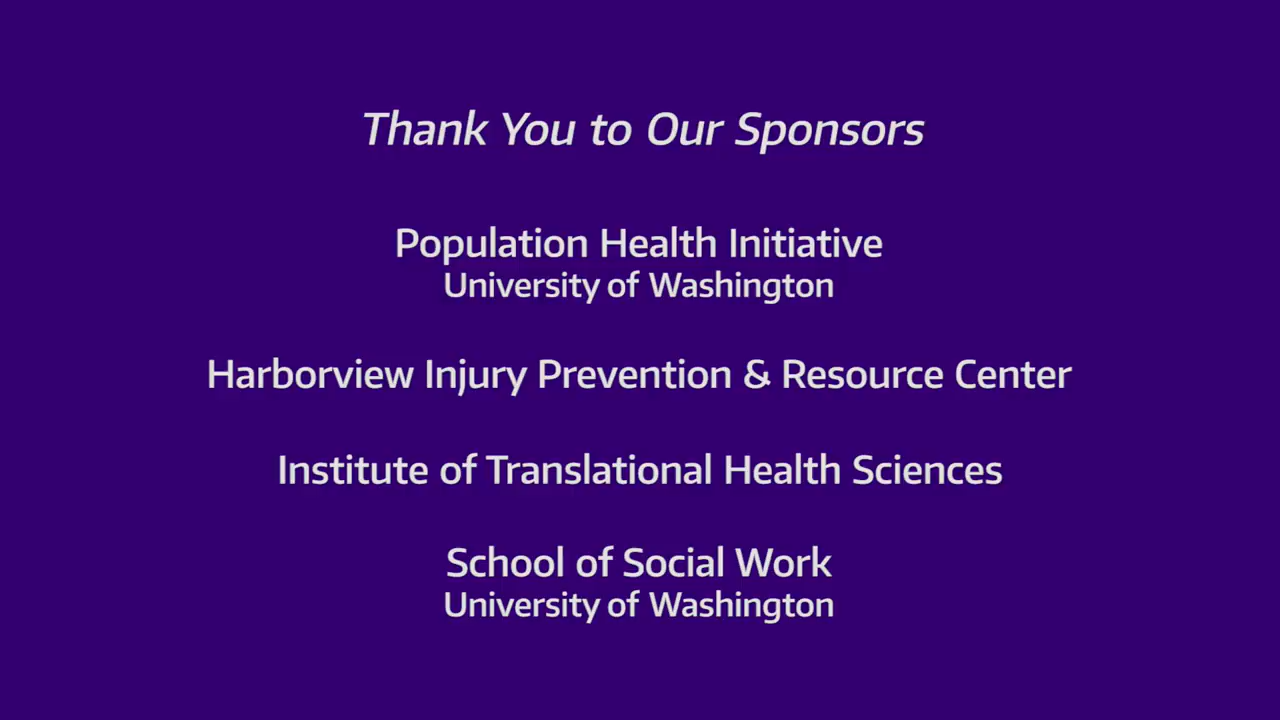 Thank You to Our Sponsors
Population Health Initiative
University of Washington
Harborview Injury Prevention & Resource Center
Institute of Translational Health Sciences
School of Social Work
University of Washington